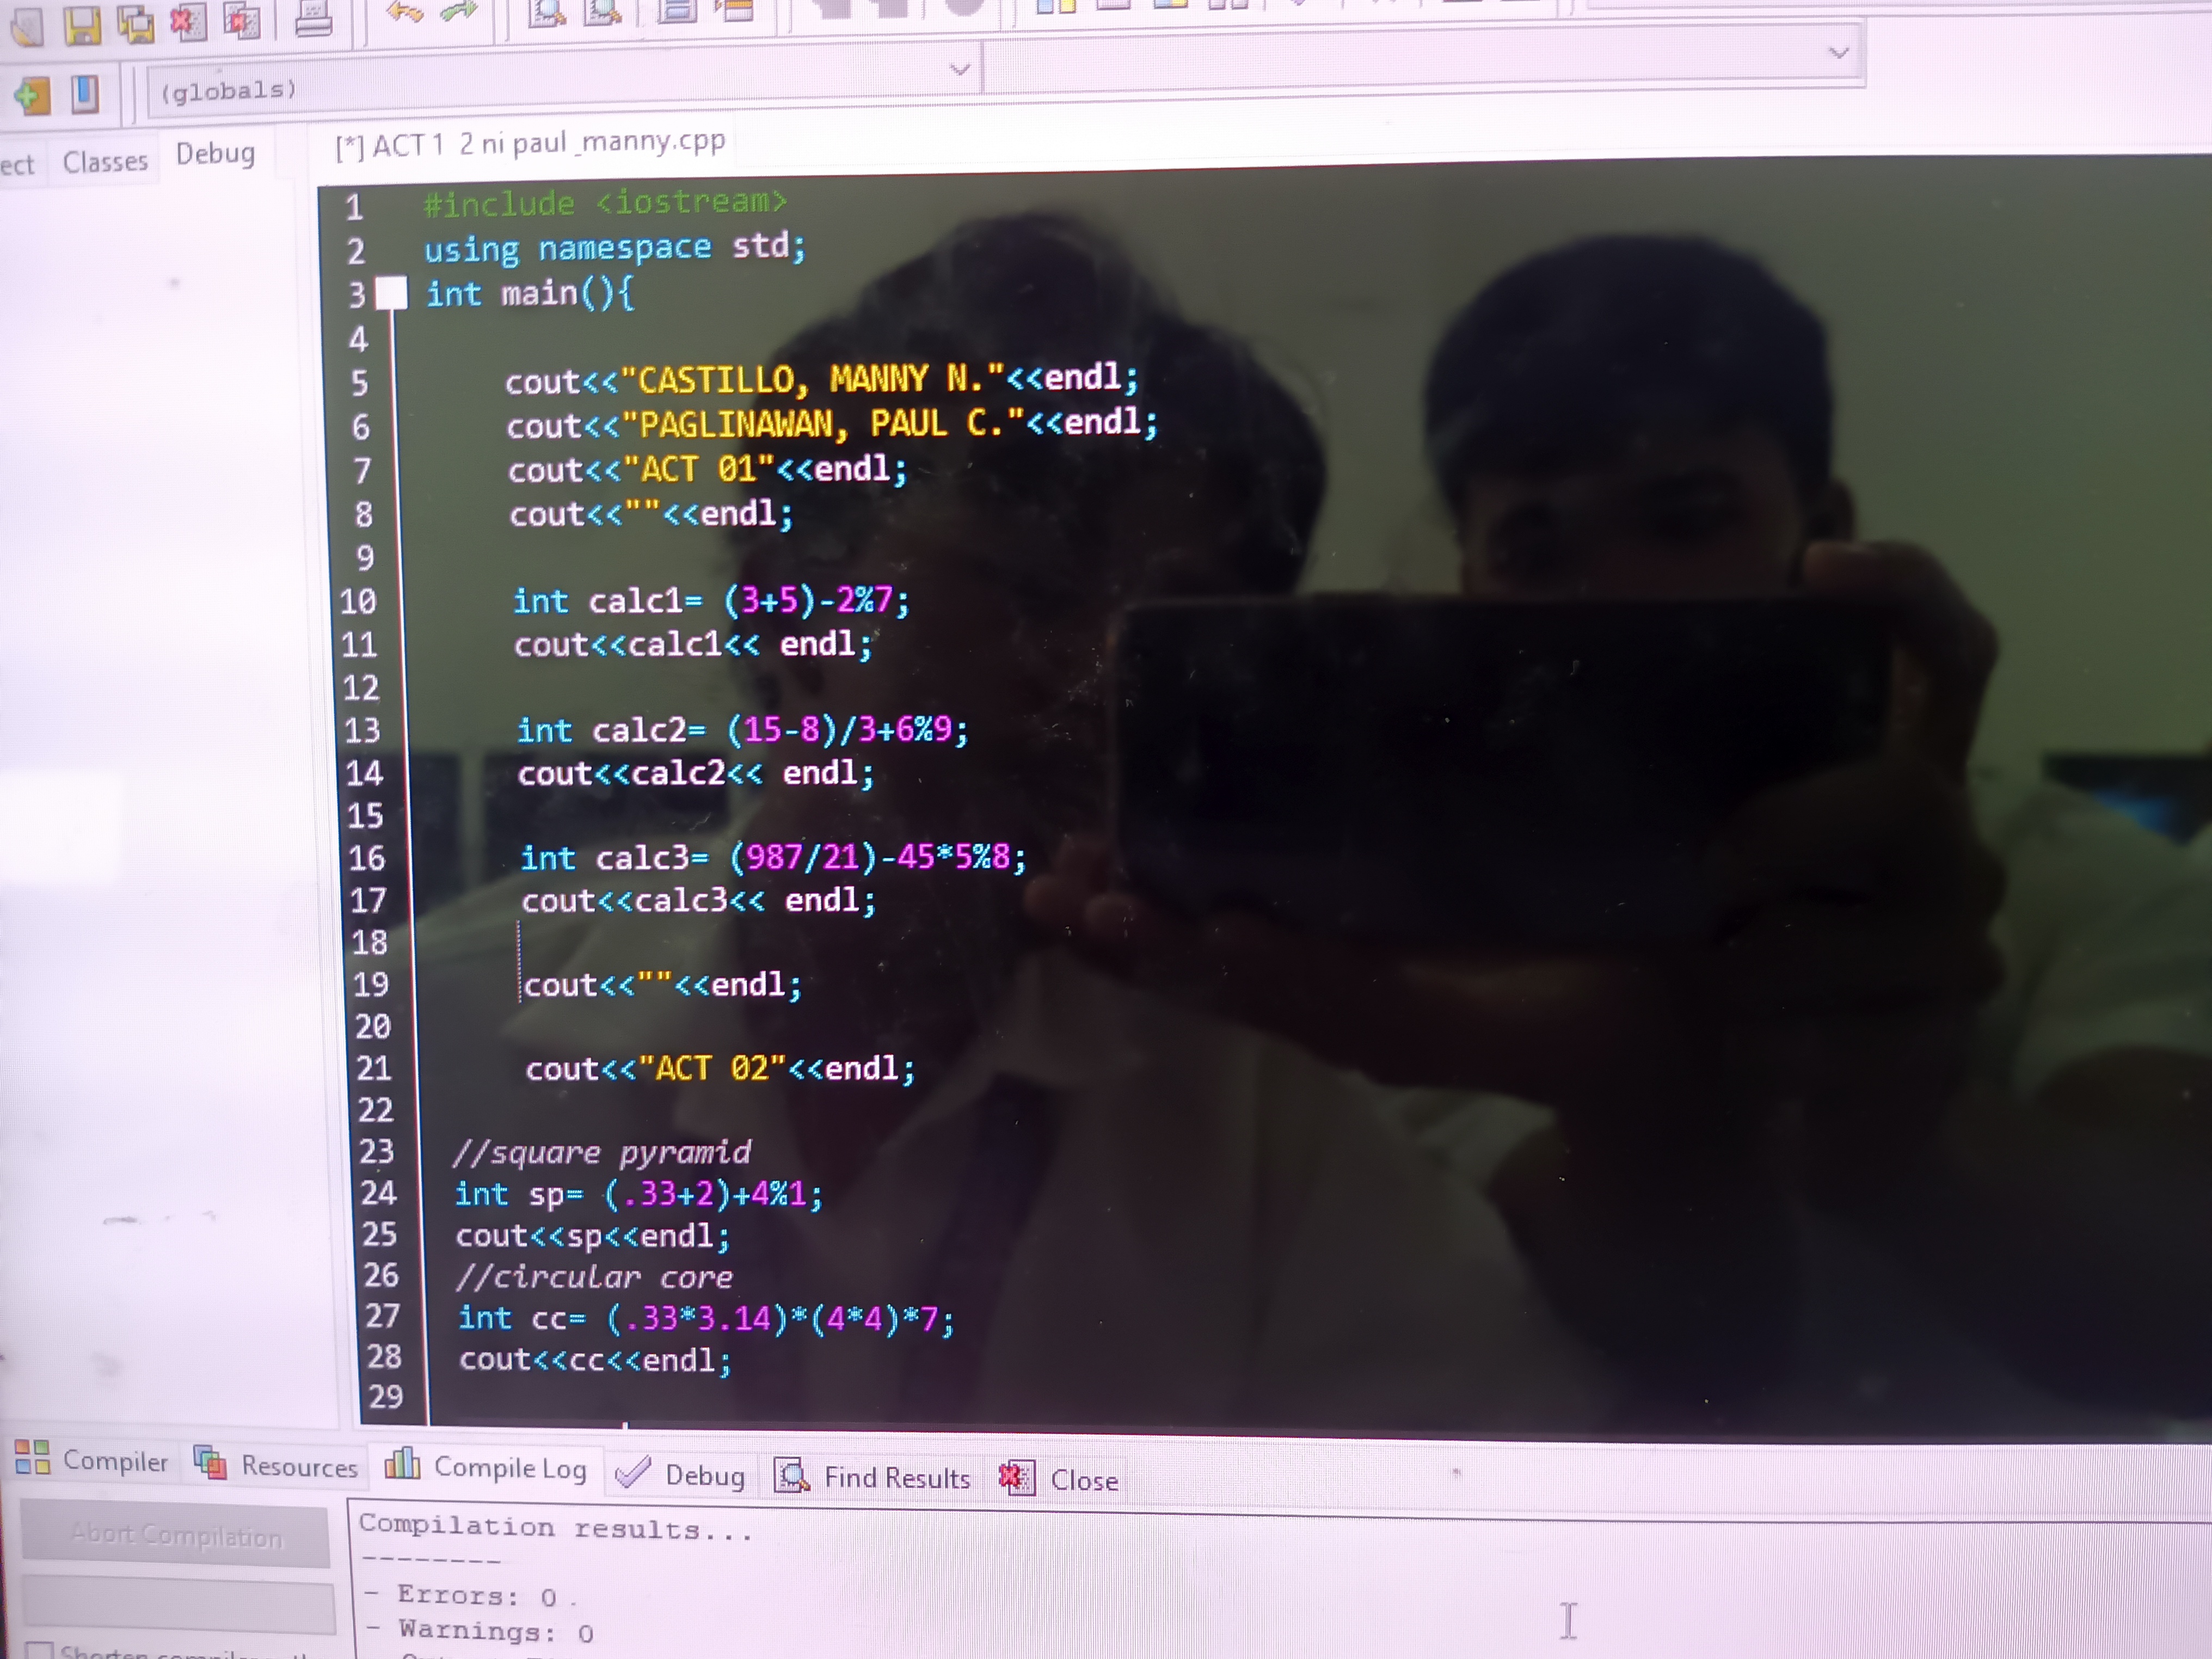 (globals)
Classes Debug
[*] ACT 1 2 ni paul _manny.cpp
1 #include <iostream>
2 using namespace std;
3 int main(){
4
5 cout<<"CASTILLO, MANNY N."<<endl;
6 cout<<"PAGLINAWAN, PAUL C."<<endl;
7 cout<<"ACT 01"<<endl;
8 cout<<""<<endl;
9
10 int calc1= (3+5)-2%7;
11 cout<<calc1<< endl;
12
13 int calc2= (15-8)/3+6%9;
14 cout<<calc2<< endl;
15
16 int calc3= (987/21)-45*5%8;
17 cout<<calc3<< endl;
18
19 cout<<""<<endl;
20
21 cout<<"ACT 02"<<endl;
22
23 //square pyramid
24 int sp= (.33+2)+4%1;
25 cout<<sp<<endl;
26 //circular core
27 int cc= (.33*3.14)*(4*4)*7;
28 cout<<cc<<endl;
29
Compiler Resources Compile Log Debug Find Results Close
Abort Compilation
Compilation results...
--------
- Errors: 0
- Warnings: 0